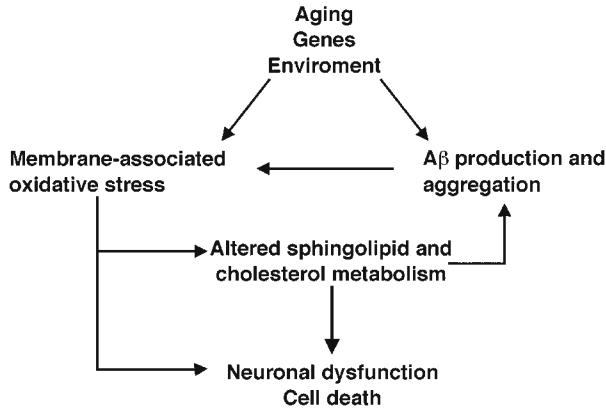 Aging
Genes
Enviroment
Membrane-associated
oxidative stress
Aβ production and
aggregation
Altered sphingolipid and
cholesterol metabolism
Neuronal dysfunction
Cell death